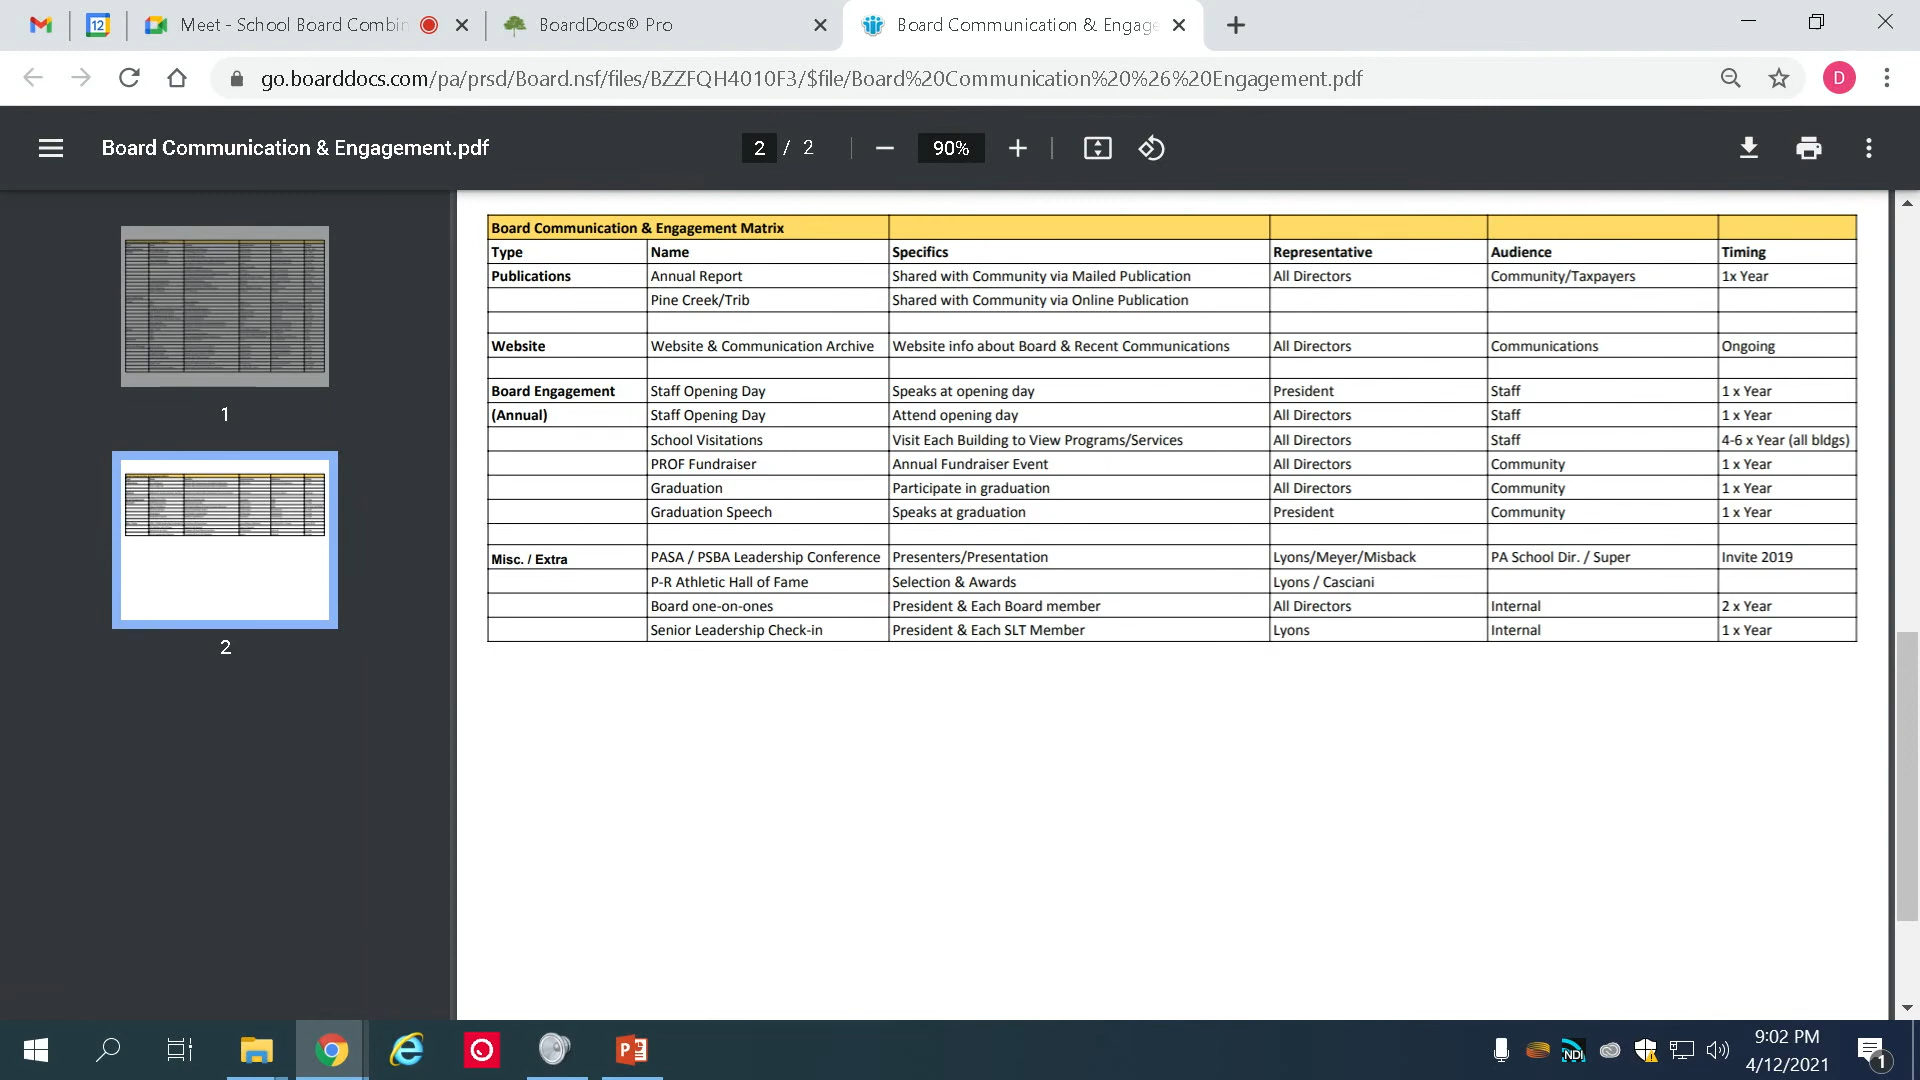 Meet - School Board Combin
BoardDocs® Pro
Board Communication & Engage
go.boarddocs.com/pa/prsd/Board.nsf/files/BZZFQH4010F3/$file/Board%20Communication%20%26%20Engagement.pdf
D
Board Communication & Engagement.pdf
2 / 2
90%
1
2
Board Communication & Engagement Matrix
Type Name Specifics Representative Audience Timing
Publications Annual Report Shared with Community via Mailed Publication All Directors Community/Taxpayers 1x Year
Pine Creek/Trib Shared with Community via Online Publication
Website Website & Communication Archive Website info about Board & Recent Communications All Directors Communications Ongoing
Board Engagement Staff Opening Day Speaks at opening day President Staff 1 x Year
(Annual) Staff Opening Day Attend opening day All Directors Staff 1 x Year
School Visitations Visit Each Building to View Programs/Services All Directors Staff 4-6 x Year (all bldgs)
PROF Fundraiser Annual Fundraiser Event All Directors Community 1 x Year
Graduation Participate in graduation All Directors Community 1 x Year
Graduation Speech Speaks at graduation President Community 1 x Year
Misc. / Extra PASA / PSBA Leadership Conference Presenters/Presentation Lyons/Meyer/Misback PA School Dir. / Super Invite 2019
P-R Athletic Hall of Fame Selection & Awards Lyons / Casciani
Board one-on-ones President & Each Board member All Directors Internal 2 x Year
Senior Leadership Check-in President & Each SLT Member Lyons Internal 1 x Year
NDI
9:02 PM
4/12/2021
1